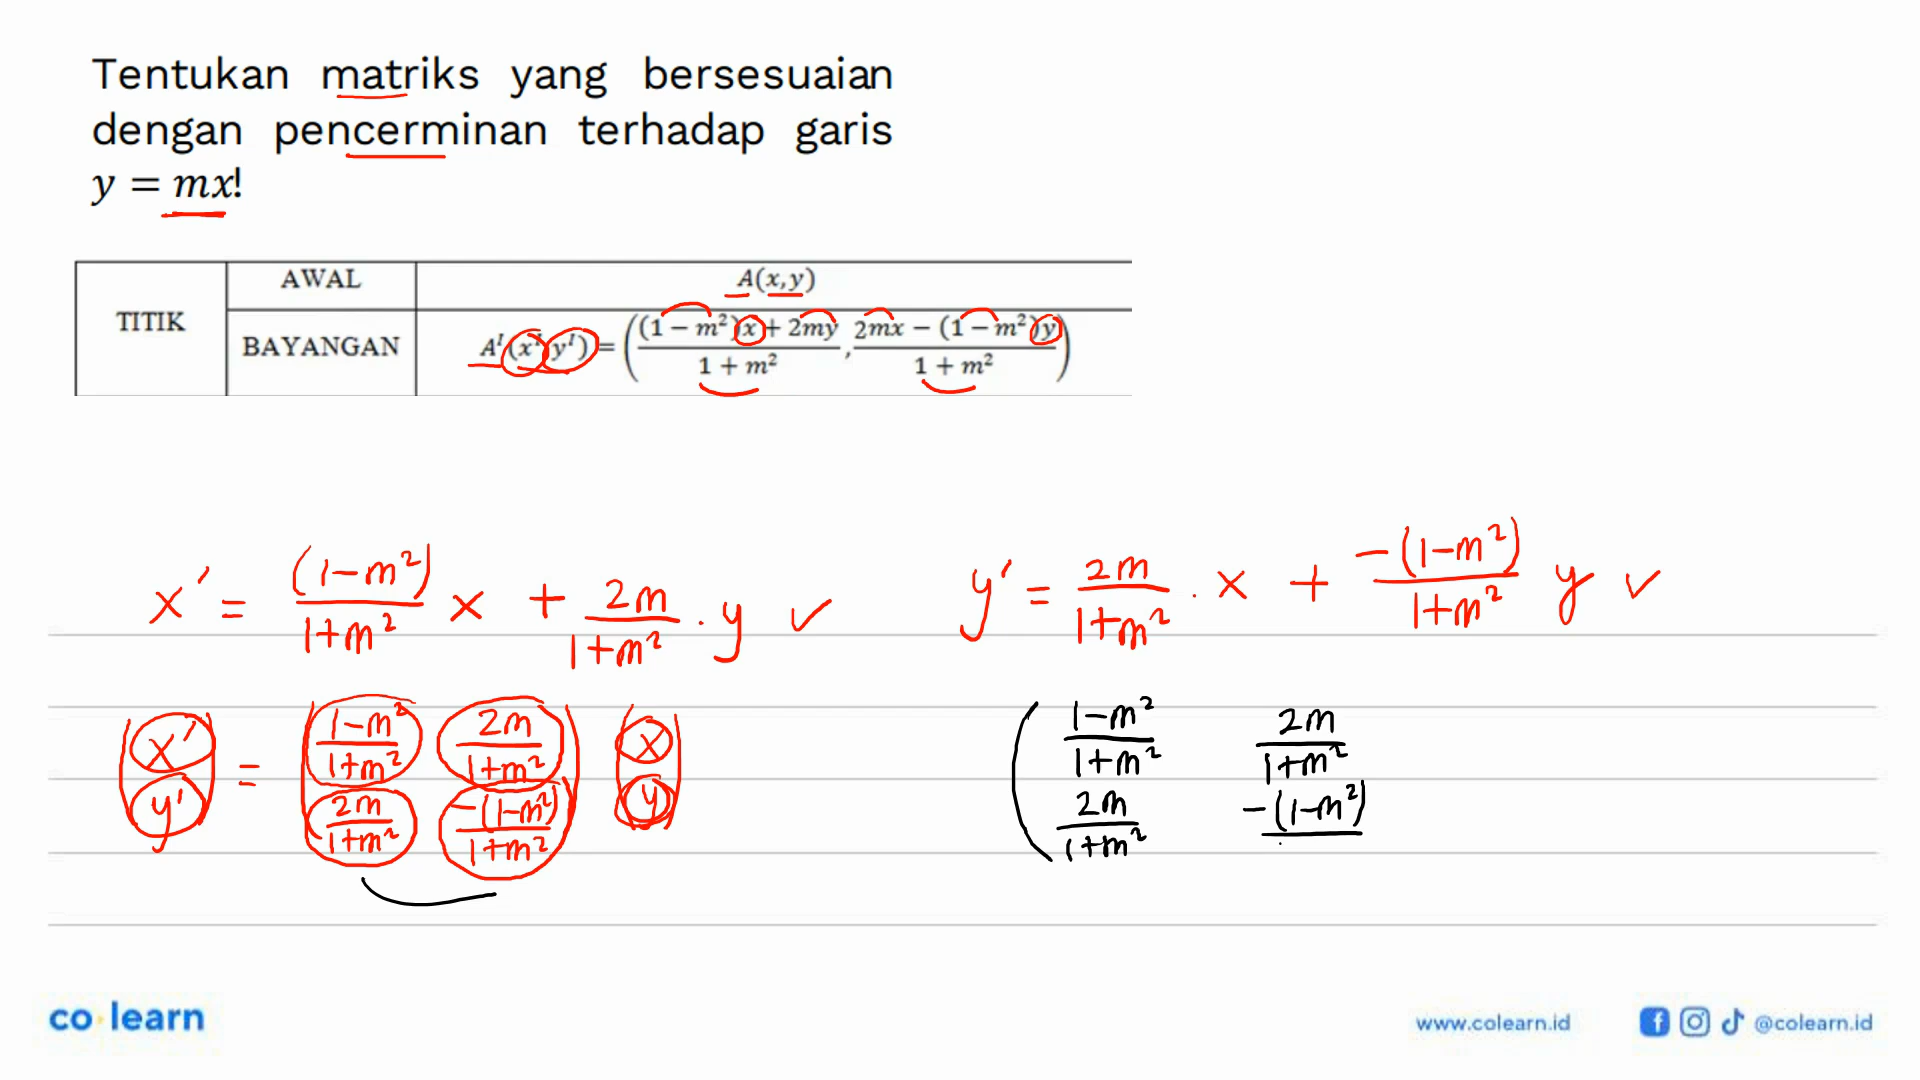 Tentukan matriks yang bersesuaian
dengan pencerminan terhadap garis
y = mx!
TITIK
AWAL
A(x,y)
BAYANGAN
A^I(x^I, y^I) = ( ((1 − m²)x + 2my)/(1 + m²) , (2mx − (1 − m²)y)/(1 + m²) )
x' = (1-m²)/(1+m²) x + 2m/(1+m²) . y ✓
y' = 2m/(1+m²) . x + -(1-m²)/(1+m²) y ✓
(x' y') = ( (1-m²)/(1+m²) 2m/(1+m²) 2m/(1+m²) -(1-m²)/(1+m²) ) (x y)
( (1-m²)/(1+m²) 2m/(1+m²)
2m/(1+m²) -(1-m²)
co learn
www.colearn.id
@colearn.id